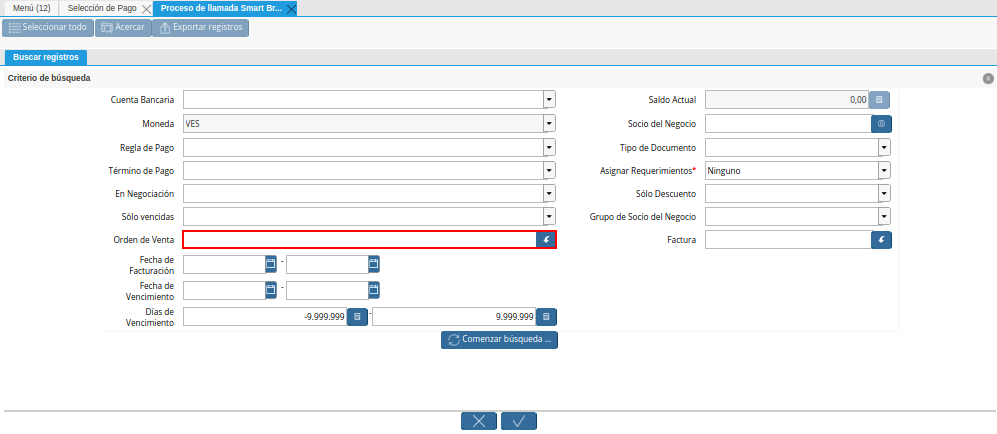 Menú (12) Selección de Pago Proceso de llamada Smart Br...
Seleccionar todo Acercar Exportar registros
Buscar registros
Criterio de búsqueda
Cuenta Bancaria Saldo Actual 0,00
Moneda VES Socio del Negocio
Regla de Pago Tipo de Documento
Término de Pago Asignar Requerimientos* Ninguno
En Negociación Sólo Descuento
Sólo vencidas Grupo de Socio del Negocio
Orden de Venta Factura
Fecha de
Facturación -
Fecha de
Vencimiento -
Días de
Vencimiento -9.999.999 - 9.999.999
Comenzar búsqueda ...